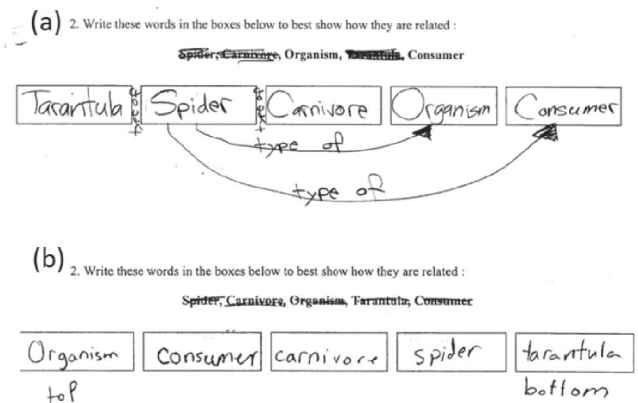 (a) 2. Write these words in the boxes below to best show how they are related :
Spider, Carnivore, Organism, Tarantula, Consumer
Tarantula Spider Carnivore Organism Consumer
type of
type of
(b) 2. Write these words in the boxes below to best show how they are related :
Spider, Carnivore, Organism, Tarantula, Consumer
Organism consumer carnivore spider tarantula
top bottom